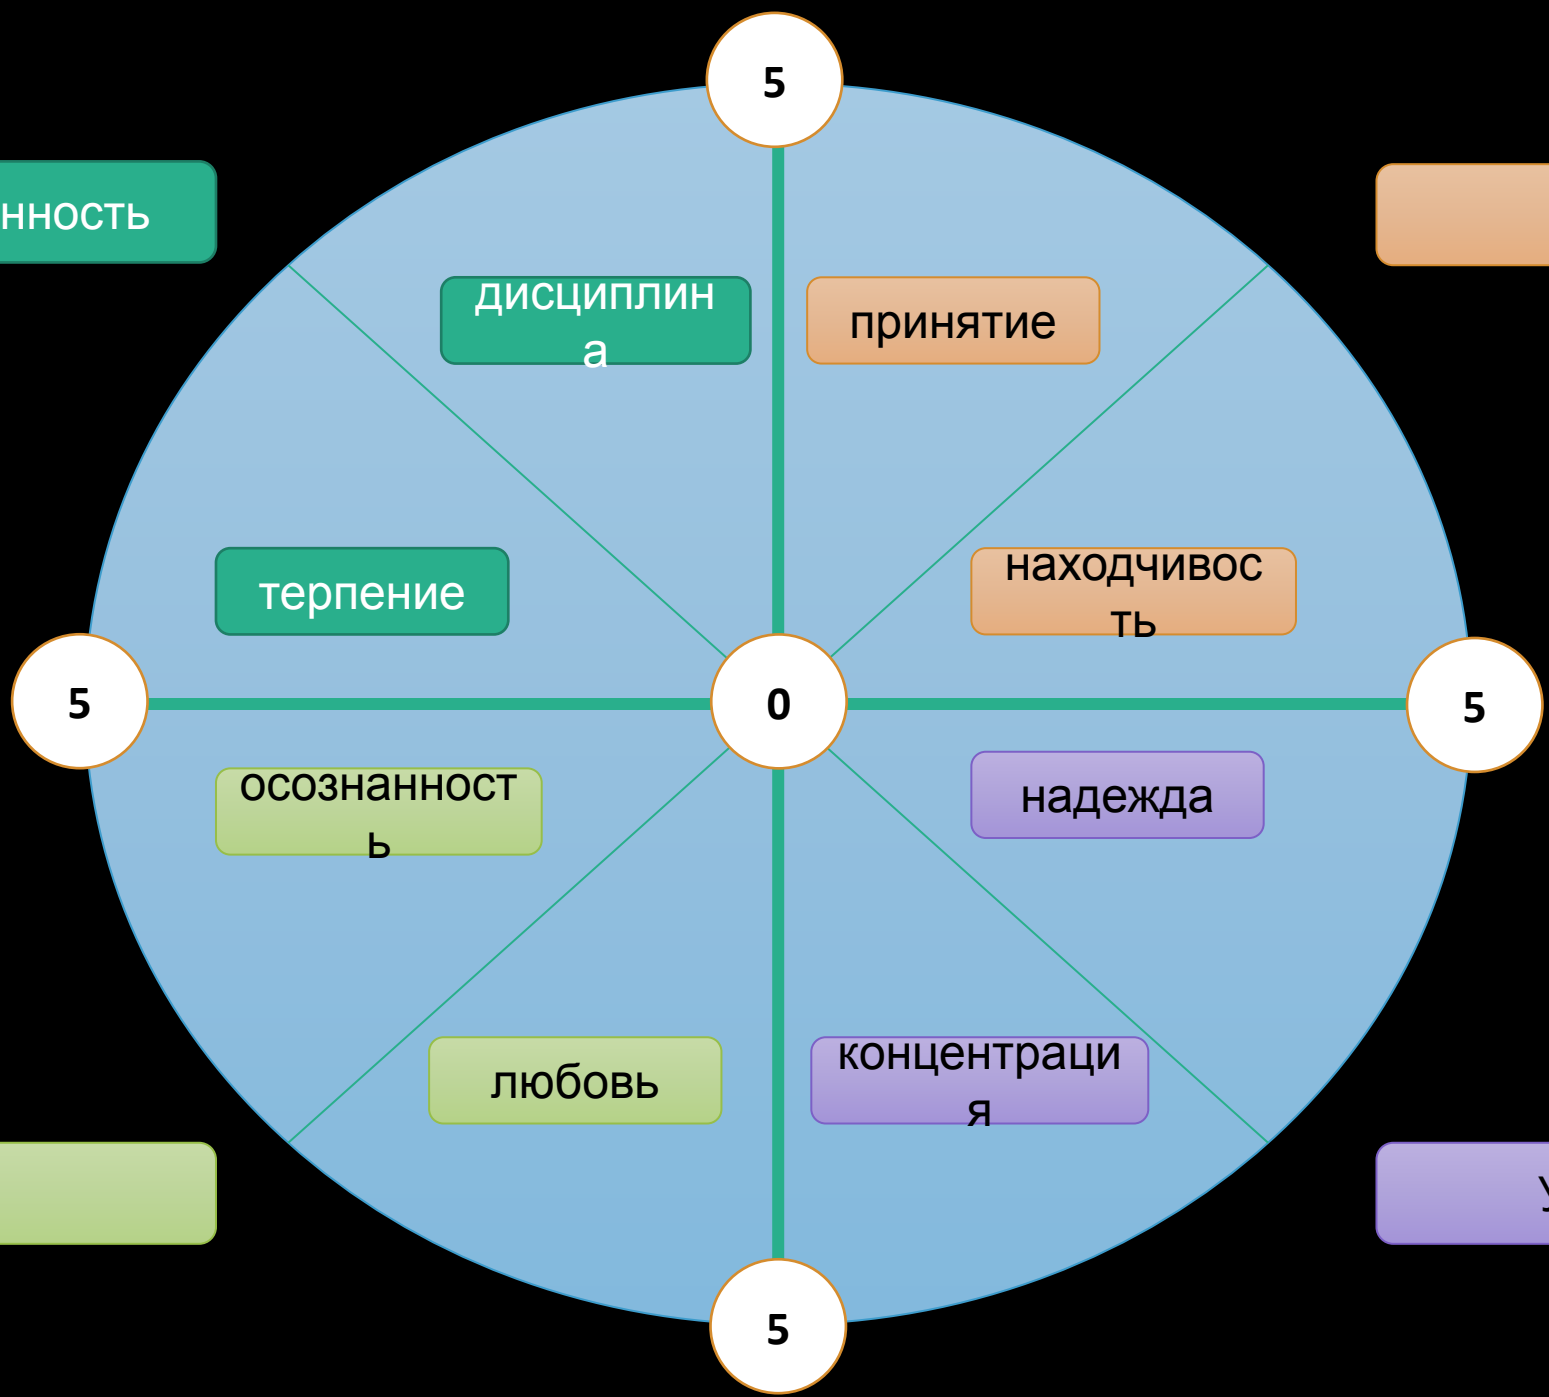 5
нность
дисциплин
а
принятие
терпение
находчивос
ть
5
0
5
осознанност
ь
надежда
любовь
концентраци
я
5